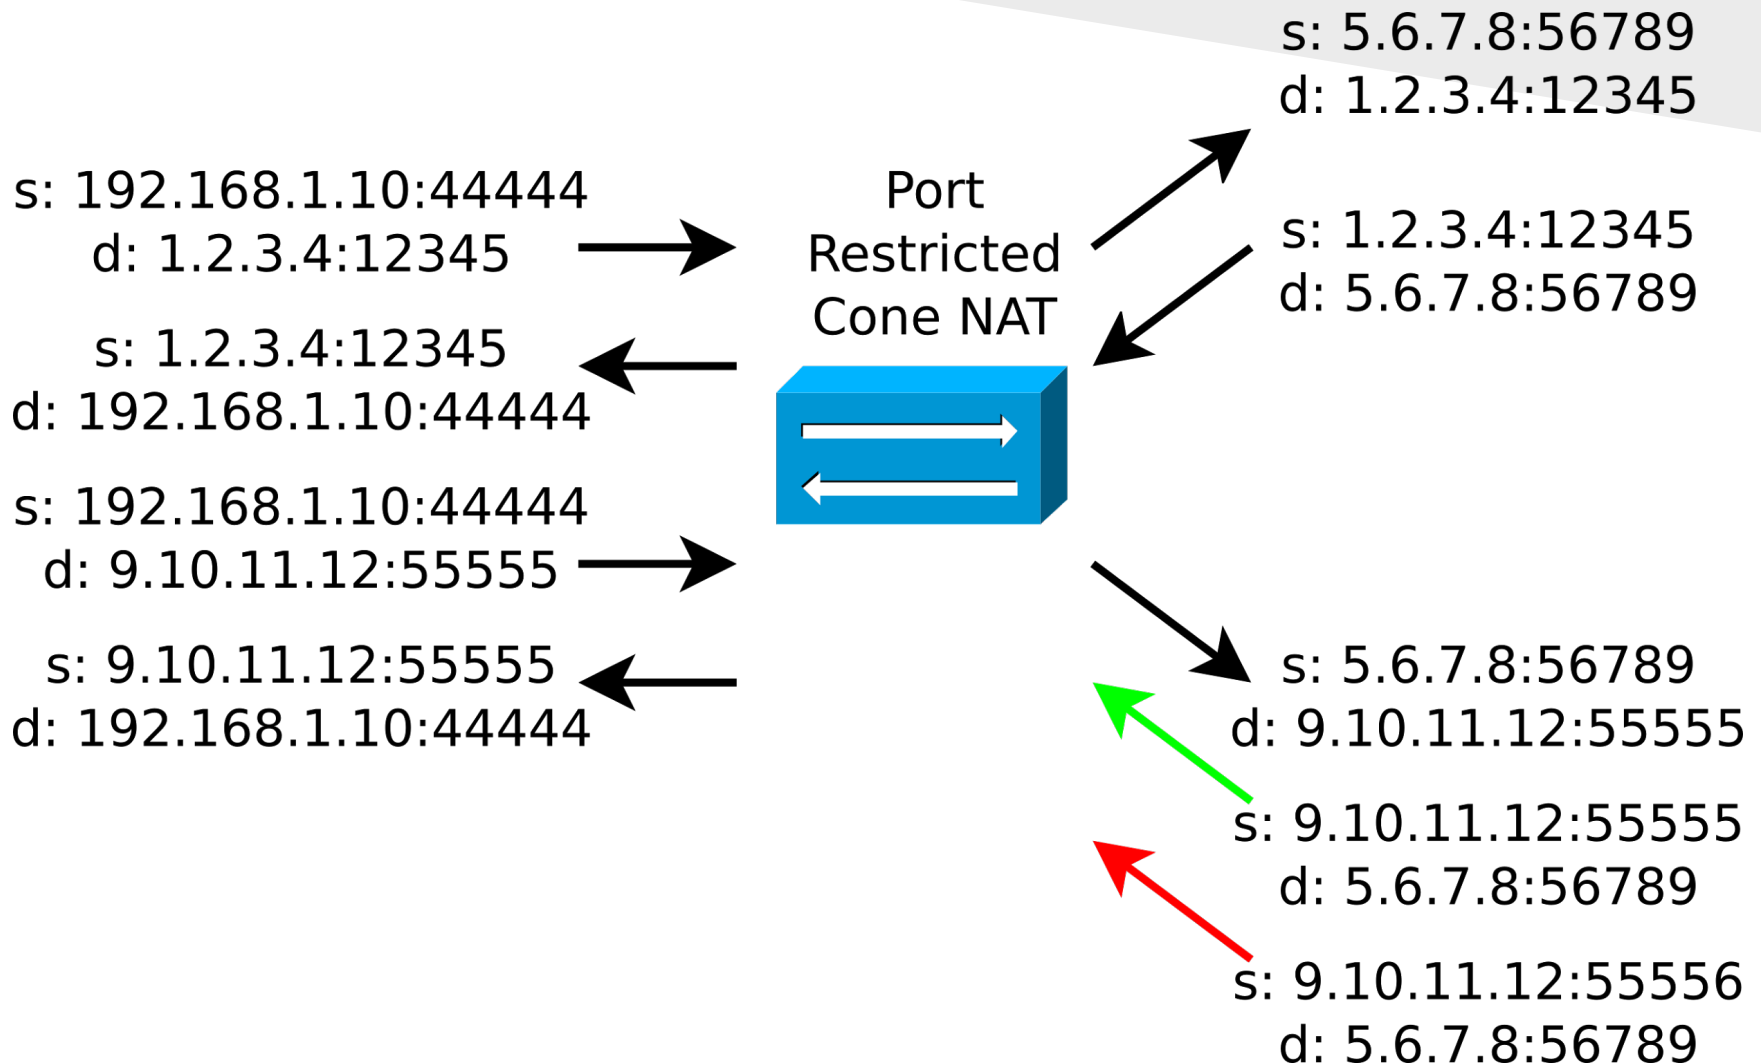 s: 192.168.1.10:44444
d: 1.2.3.4:12345
s: 1.2.3.4:12345
d: 192.168.1.10:44444
s: 192.168.1.10:44444
d: 9.10.11.12:55555
s: 9.10.11.12:55555
d: 192.168.1.10:44444
Port
Restricted
Cone NAT
s: 5.6.7.8:56789
d: 1.2.3.4:12345
s: 1.2.3.4:12345
d: 5.6.7.8:56789
s: 5.6.7.8:56789
d: 9.10.11.12:55555
s: 9.10.11.12:55555
d: 5.6.7.8:56789
s: 9.10.11.12:55556
d: 5.6.7.8:56789